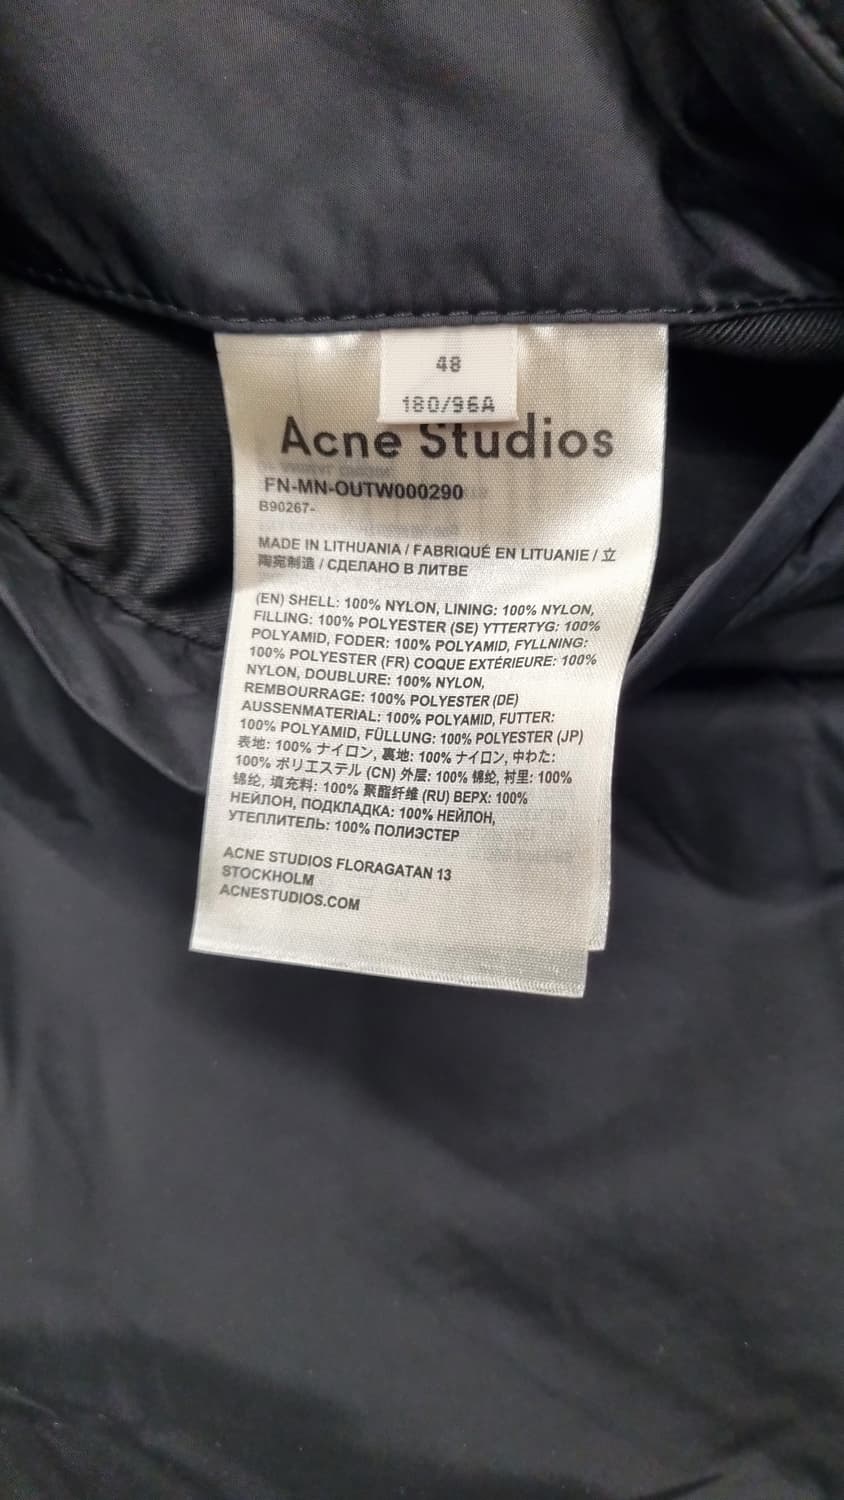 48
180/96A
Acne Studios
FN-MN-OUTW000290
B90267-
MADE IN LITHUANIA / FABRIQUÉ EN LITUANIE / 立
陶宛制造 / СДЕЛАНО В ЛИТВЕ
(EN) SHELL: 100% NYLON, LINING: 100% NYLON,
FILLING: 100% POLYESTER (SE) YTTERTYG: 100%
POLYAMID, FODER: 100% POLYAMID, FYLLNING:
100% POLYESTER (FR) COQUE EXTÉRIEURE: 100%
NYLON, DOUBLURE: 100% NYLON,
REMBOURRAGE: 100% POLYESTER (DE)
AUSSENMATERIAL: 100% POLYAMID, FUTTER:
100% POLYAMID, FÜLLUNG: 100% POLYESTER (JP)
表地: 100% ナイロン, 裏地: 100% ナイロン, 中わた:
100% ポリエステル (CN) 外层: 100% 锦纶, 衬里: 100%
锦纶, 填充料: 100% 聚酯纤维 (RU) ВЕРХ: 100%
НЕЙЛОН, ПОДКЛАДКА: 100% НЕЙЛОН,
УТЕПЛИТЕЛЬ: 100% ПОЛИЭСТЕР
ACNE STUDIOS FLORAGATAN 13
STOCKHOLM
ACNESTUDIOS.COM